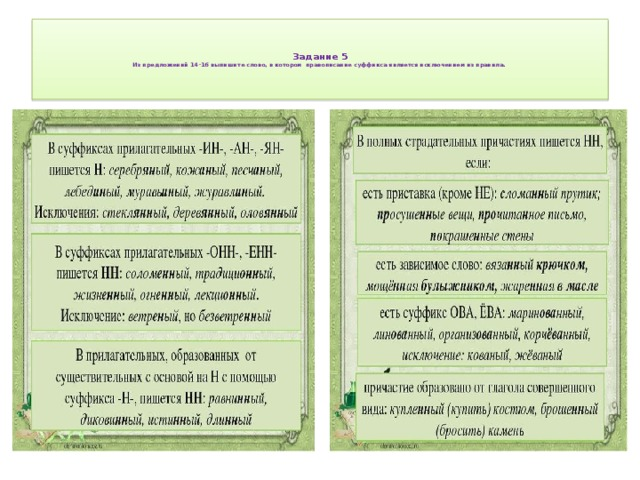 Задание 5
Из предложений 14-16 выпишите слово, в котором правописание суффикса является исключением из правила.
В суффиксах прилагательных -ИН-, -АН-, -ЯН-
пишется Н: серебряный, кожаный, песчаный,
лебединый, муравьиный, журавлиный.
Исключения: стеклянный, деревянный, оловянный
В суффиксах прилагательных -ОНН-, -ЕНН-
пишется НН: соломенный, традиционный,
жизненный, огненный, лекционный.
Исключение: ветреный, но безветренный
В прилагательных, образованных от
существительных с основой на Н с помощью
суффикса -Н-, пишется НН: равнинный,
диковинный, истинный, длинный
В полных страдательных причастиях пишется НН,
если:
есть приставка (кроме НЕ): сломанный прутик;
просушенные вещи, прочитанное письмо,
покрашенные стены
есть зависимое слово: вязанный крючком,
мощённая булыжником, жаренная в масле
есть суффикс ОВА, ЁВА: маринованный,
линованный, организованный, корчёванный,
исключение: кованый, жёваный
причастие образовано от глагола совершенного
вида: купленный (купить) костюм, брошенный
(бросить) камень